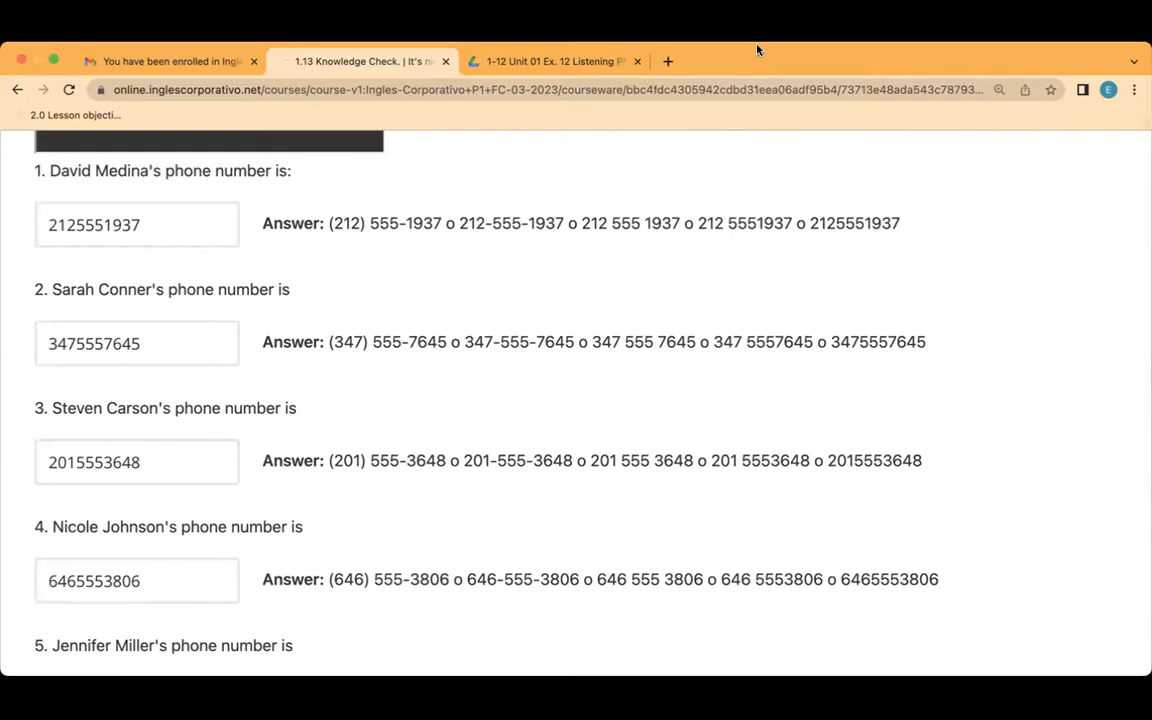 You have been enrolled in Ingl
1.13 Knowledge Check. | It's n
1-12 Unit 01 Ex. 12 Listening P
online.inglescorporativo.net/courses/course-v1:Ingles-Corporativo+P1+FC-03-2023/courseware/bbc4fdc4305942cdbd31eea06adf95b4/73713e48ada543c78793...
E
2.0 Lesson objecti...
1. David Medina's phone number is:
2125551937 Answer: (212) 555-1937 o 212-555-1937 o 212 555 1937 o 212 5551937 o 2125551937
2. Sarah Conner's phone number is
3475557645 Answer: (347) 555-7645 o 347-555-7645 o 347 555 7645 o 347 5557645 o 3475557645
3. Steven Carson's phone number is
2015553648 Answer: (201) 555-3648 o 201-555-3648 o 201 555 3648 o 201 5553648 o 2015553648
4. Nicole Johnson's phone number is
6465553806 Answer: (646) 555-3806 o 646-555-3806 o 646 555 3806 o 646 5553806 o 6465553806
5. Jennifer Miller's phone number is